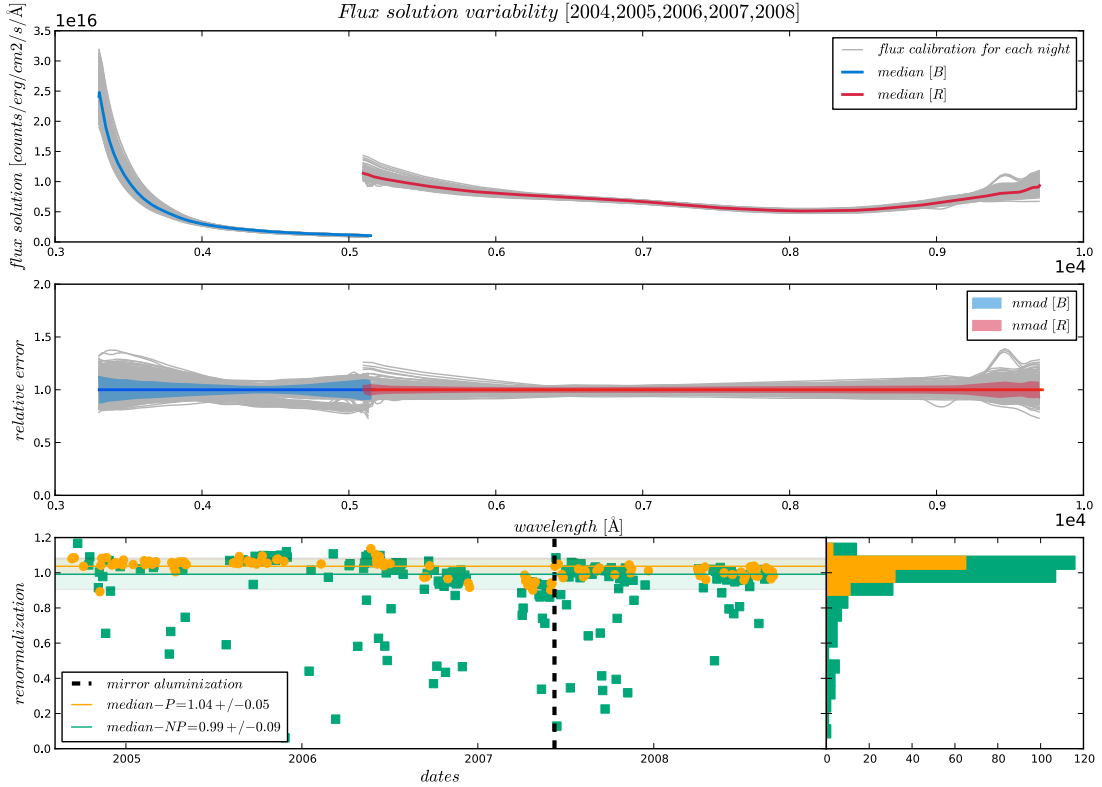 Flux solution variability [2004,2005,2006,2007,2008]
1e16
flux solution [counts/erg/cm2/s/Å]
3.5
3.0
2.5
2.0
1.5
1.0
0.5
0.0
flux calibration for each night
median [B]
median [R]
0.3 0.4 0.5 0.6 0.7 0.8 0.9 1.0
1e4
relative error
2.0
1.5
1.0
0.5
0.0
nmad [B]
nmad [R]
0.3 0.4 0.5 0.6 0.7 0.8 0.9 1.0
1e4
wavelength [Å]
renormalization
1.2
1.0
0.8
0.6
0.4
0.2
0.0
mirror aluminization
median−P=1.04+/−0.05
median−NP=0.99+/−0.09
2005 2006 2007 2008
dates
0 20 40 60 80 100 120